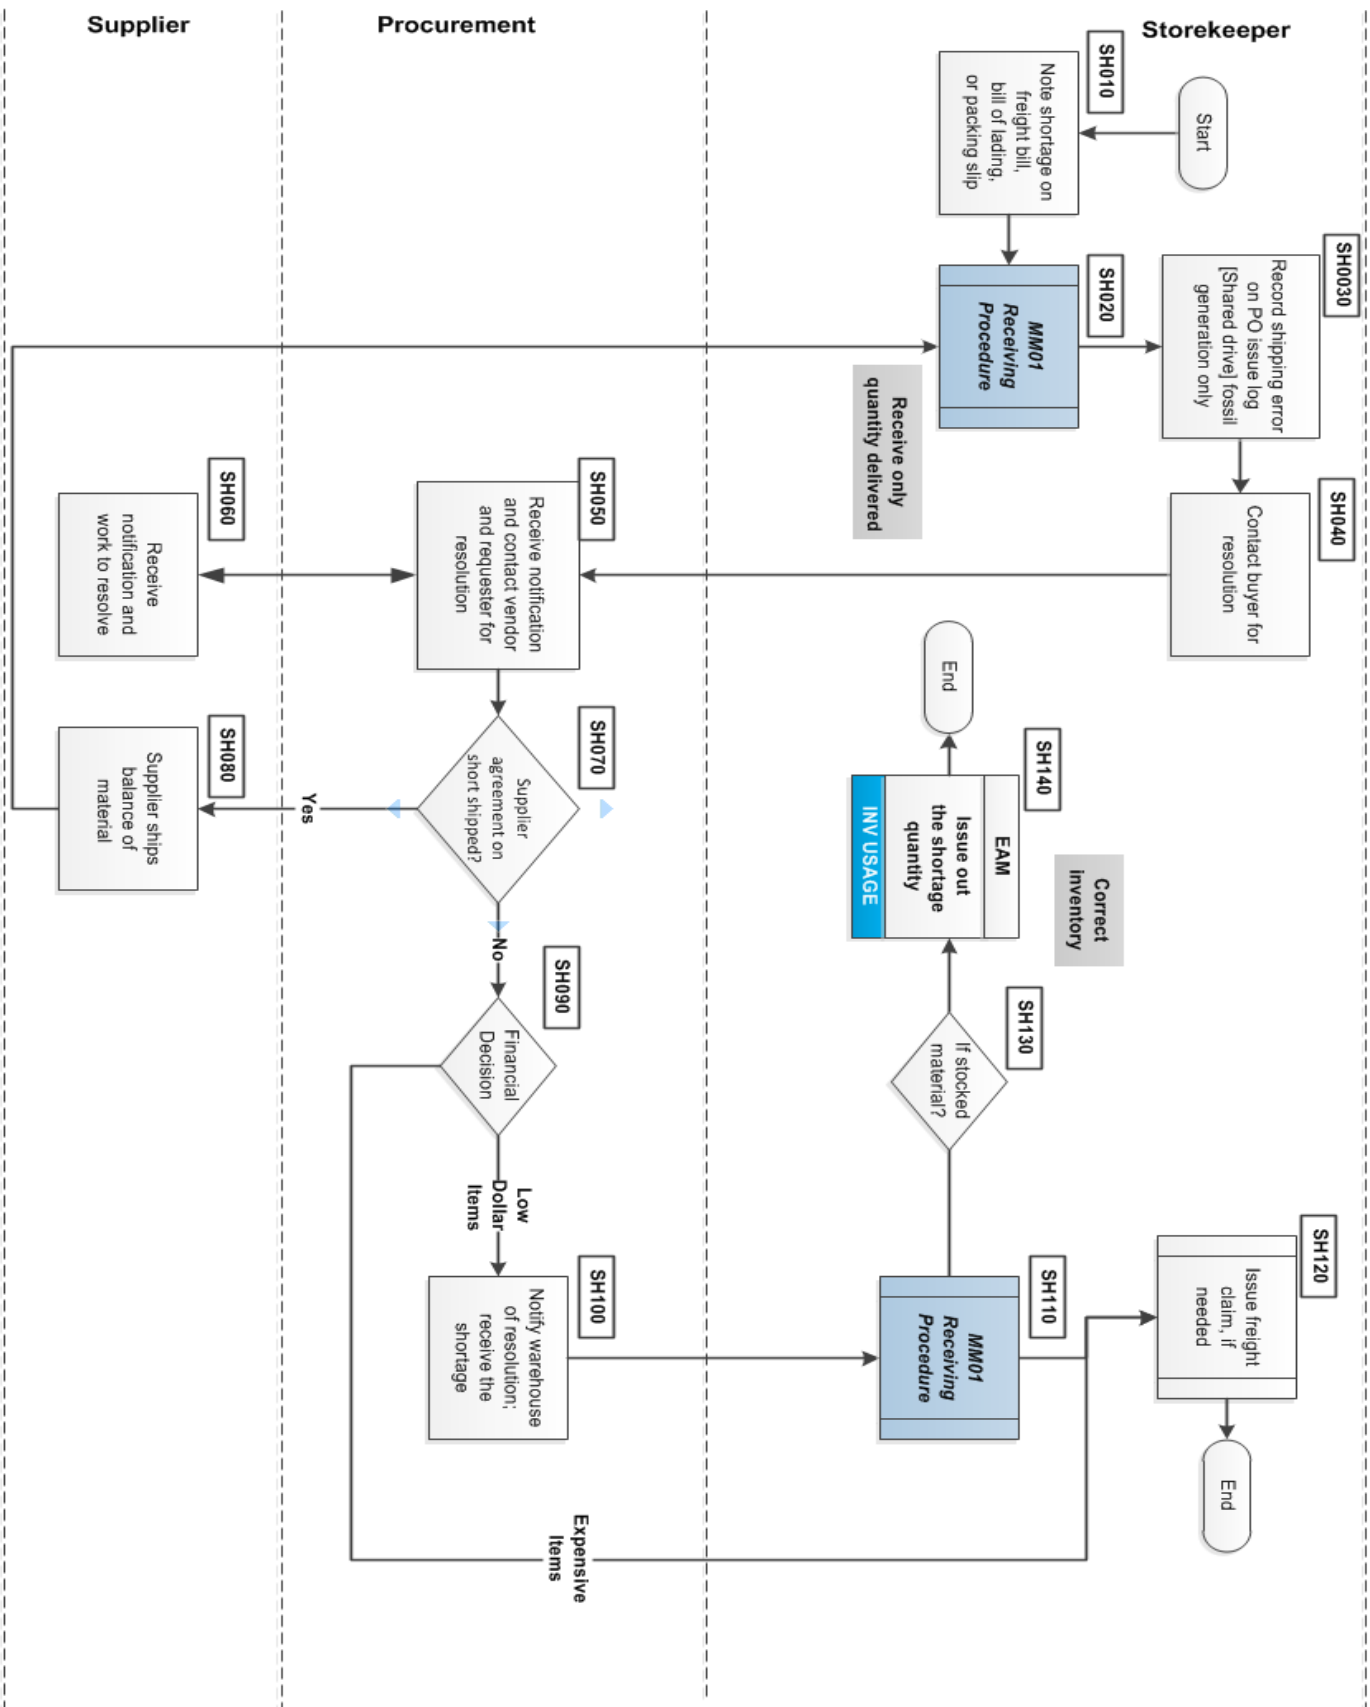 Storekeeper
Procurement
Supplier
Start
SH010
Note shortage on
freight bill,
bill of lading,
or packing slip
SH020
MM01
Receiving
Procedure
Receive only
quantity delivered
SH0030
Record shipping error
on PO issue log
[Shared drive] fossil
generation only
SH040
Contact buyer for
resolution
SH050
Receive notification
and contact vendor
and requester for
resolution
SH060
Receive
notification and
work to resolve
SH070
Supplier
agreement on
short shipped?
Yes
SH080
Supplier ships
balance of
material
No
SH090
Financial
Decision
Low
Dollar
Items
SH100
Notify warehouse
of resolution;
receive the
shortage
Expensive
Items
SH110
MM01
Receiving
Procedure
SH120
Issue freight
claim, if
needed
End
SH130
If stocked
material?
Correct
inventory
SH140
EAM
Issue out
the shortage
quantity
INV USAGE
End